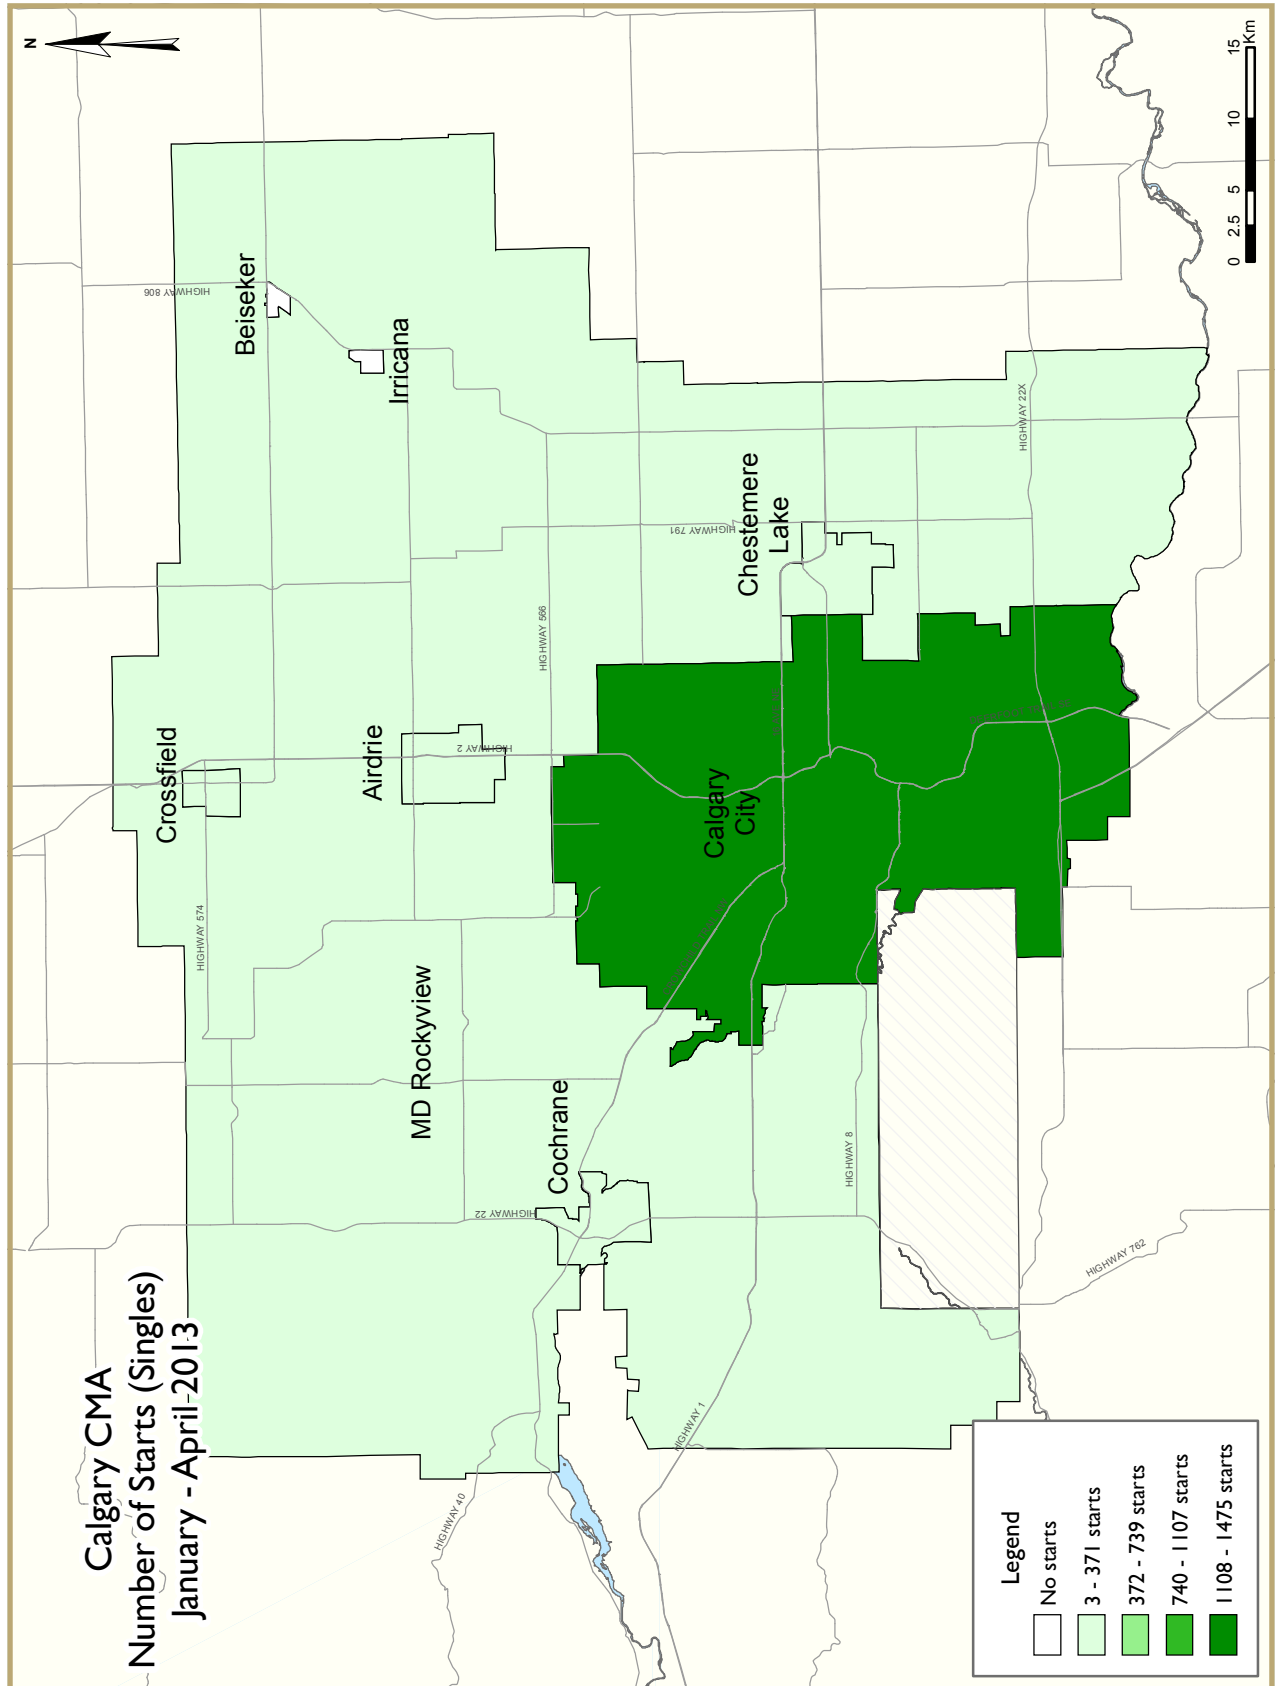 Calgary CMA
Number of Starts (Singles)
January - April 2013
N
Beiseker
Irricana
Crossfield
Airdrie
Chestemere
Lake
Calgary
City
MD Rockyview
Cochrane
HIGHWAY 806
HIGHWAY 791
HIGHWAY 22X
HIGHWAY 566
HIGHWAY 2
HIGHWAY 574
HIGHWAY 22
HIGHWAY 8
HIGHWAY 762
HIGHWAY 1
HIGHWAY 40
Legend
No starts
3 - 371 starts
372 - 739 starts
740 - 1107 starts
1108 - 1475 starts
0 2.5 5 10 15
Km